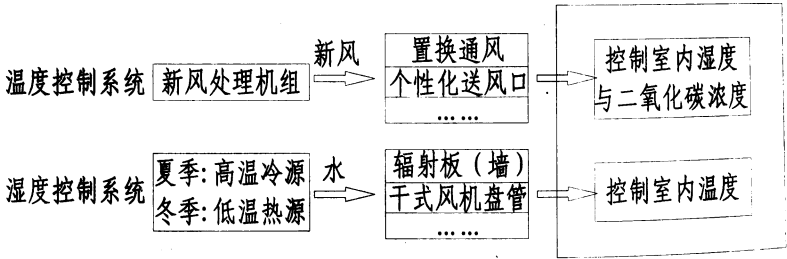 温度控制系统 新风处理机组 新风 置换通风
个性化送风口
……
控制室内湿度
与二氧化碳浓度
湿度控制系统 夏季:高温冷源
冬季:低温热源
水
辐射板(墙)
干式风机盘管
……
控制室内温度